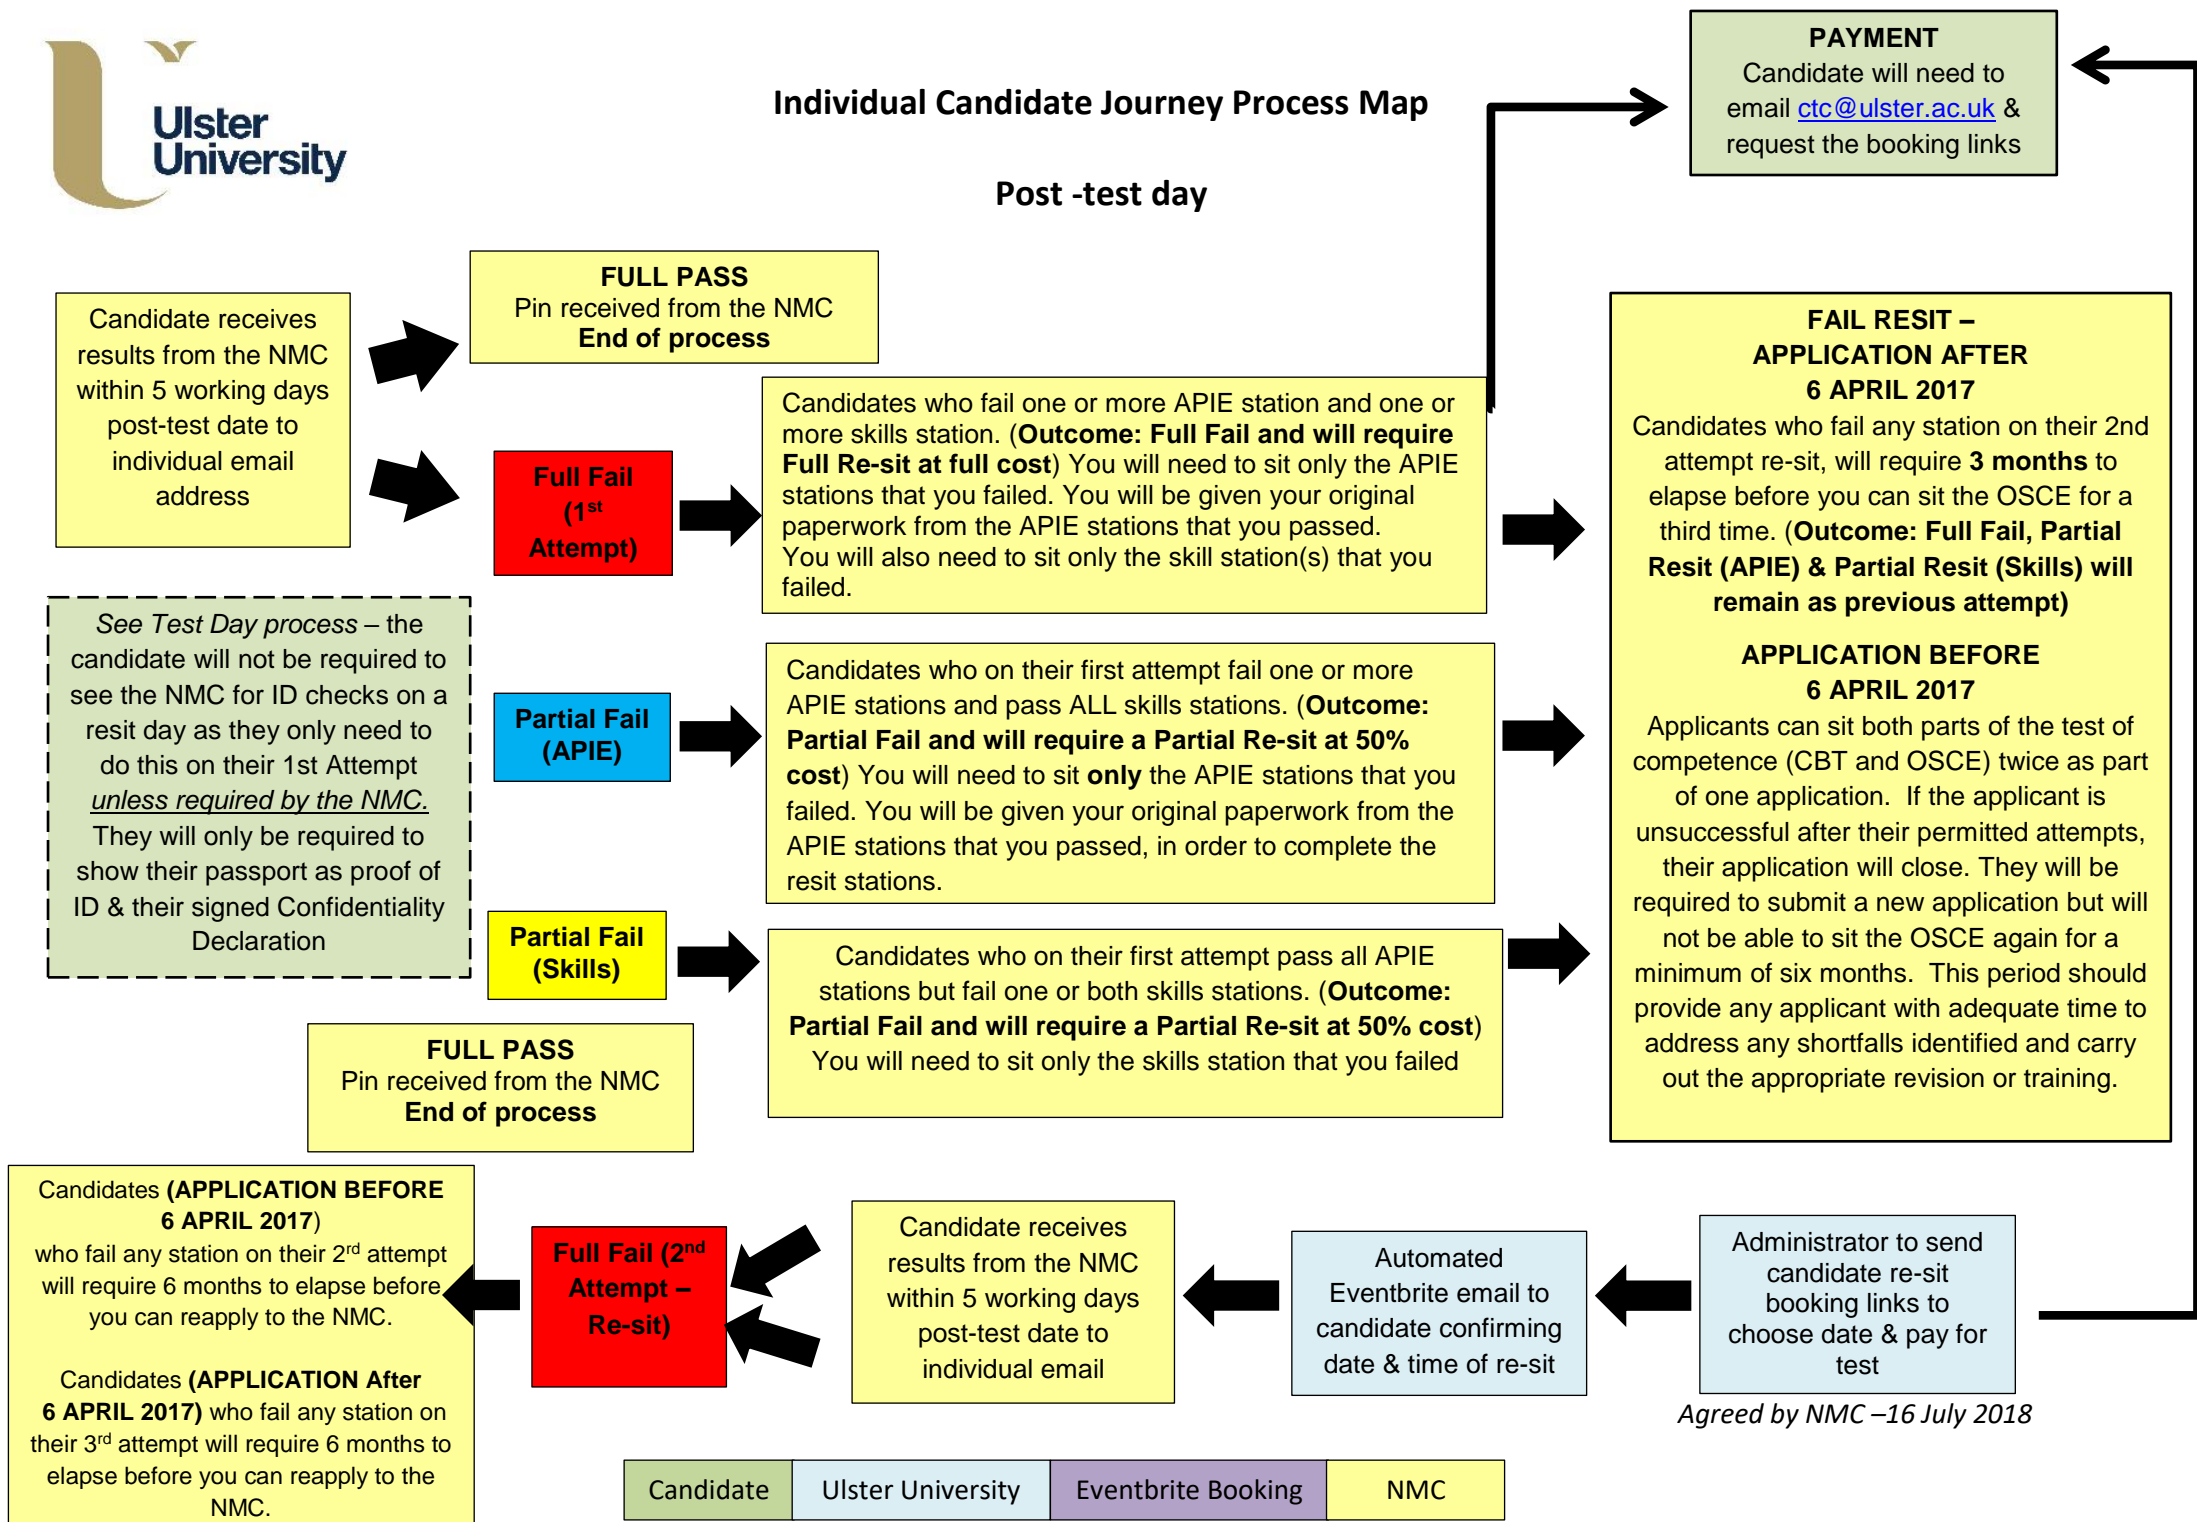 Ulster
University
Individual Candidate Journey Process Map
Post -test day
PAYMENT
Candidate will need to
email ctc@ulster.ac.uk &
request the booking links
Candidate receives
results from the NMC
within 5 working days
post-test date to
individual email
address
FULL PASS
Pin received from the NMC
End of process
Full Fail
(1st
Attempt)
Candidates who fail one or more APIE station and one or
more skills station. (Outcome: Full Fail and will require
Full Re-sit at full cost) You will need to sit only the APIE
stations that you failed. You will be given your original
paperwork from the APIE stations that you passed.
You will also need to sit only the skill station(s) that you
failed.
FAIL RESIT –
APPLICATION AFTER
6 APRIL 2017
Candidates who fail any station on their 2nd
attempt re-sit, will require 3 months to
elapse before you can sit the OSCE for a
third time. (Outcome: Full Fail, Partial
Resit (APIE) & Partial Resit (Skills) will
remain as previous attempt)
APPLICATION BEFORE
6 APRIL 2017
Applicants can sit both parts of the test of
competence (CBT and OSCE) twice as part
of one application.  If the applicant is
unsuccessful after their permitted attempts,
their application will close. They will be
required to submit a new application but will
not be able to sit the OSCE again for a
minimum of six months.  This period should
provide any applicant with adequate time to
address any shortfalls identified and carry
out the appropriate revision or training.
See Test Day process – the
candidate will not be required to
see the NMC for ID checks on a
resit day as they only need to
do this on their 1st Attempt
unless required by the NMC.
They will only be required to
show their passport as proof of
ID & their signed Confidentiality
Declaration
Partial Fail
(APIE)
Candidates who on their first attempt fail one or more
APIE stations and pass ALL skills stations. (Outcome:
Partial Fail and will require a Partial Re-sit at 50%
cost) You will need to sit only the APIE stations that you
failed. You will be given your original paperwork from the
APIE stations that you passed, in order to complete the
resit stations.
Partial Fail
(Skills)
Candidates who on their first attempt pass all APIE
stations but fail one or both skills stations. (Outcome:
Partial Fail and will require a Partial Re-sit at 50% cost)
You will need to sit only the skills station that you failed
FULL PASS
Pin received from the NMC
End of process
Candidates (APPLICATION BEFORE
6 APRIL 2017)
who fail any station on their 2rd attempt
will require 6 months to elapse before
you can reapply to the NMC.
Candidates (APPLICATION After
6 APRIL 2017) who fail any station on
their 3rd attempt will require 6 months to
elapse before you can reapply to the
NMC.
Full Fail (2nd
Attempt –
Re-sit)
Candidate receives
results from the NMC
within 5 working days
post-test date to
individual email
Automated
Eventbrite email to
candidate confirming
date & time of re-sit
Administrator to send
candidate re-sit
booking links to
choose date & pay for
test
Agreed by NMC –16 July 2018
Candidate
Ulster University
Eventbrite Booking
NMC